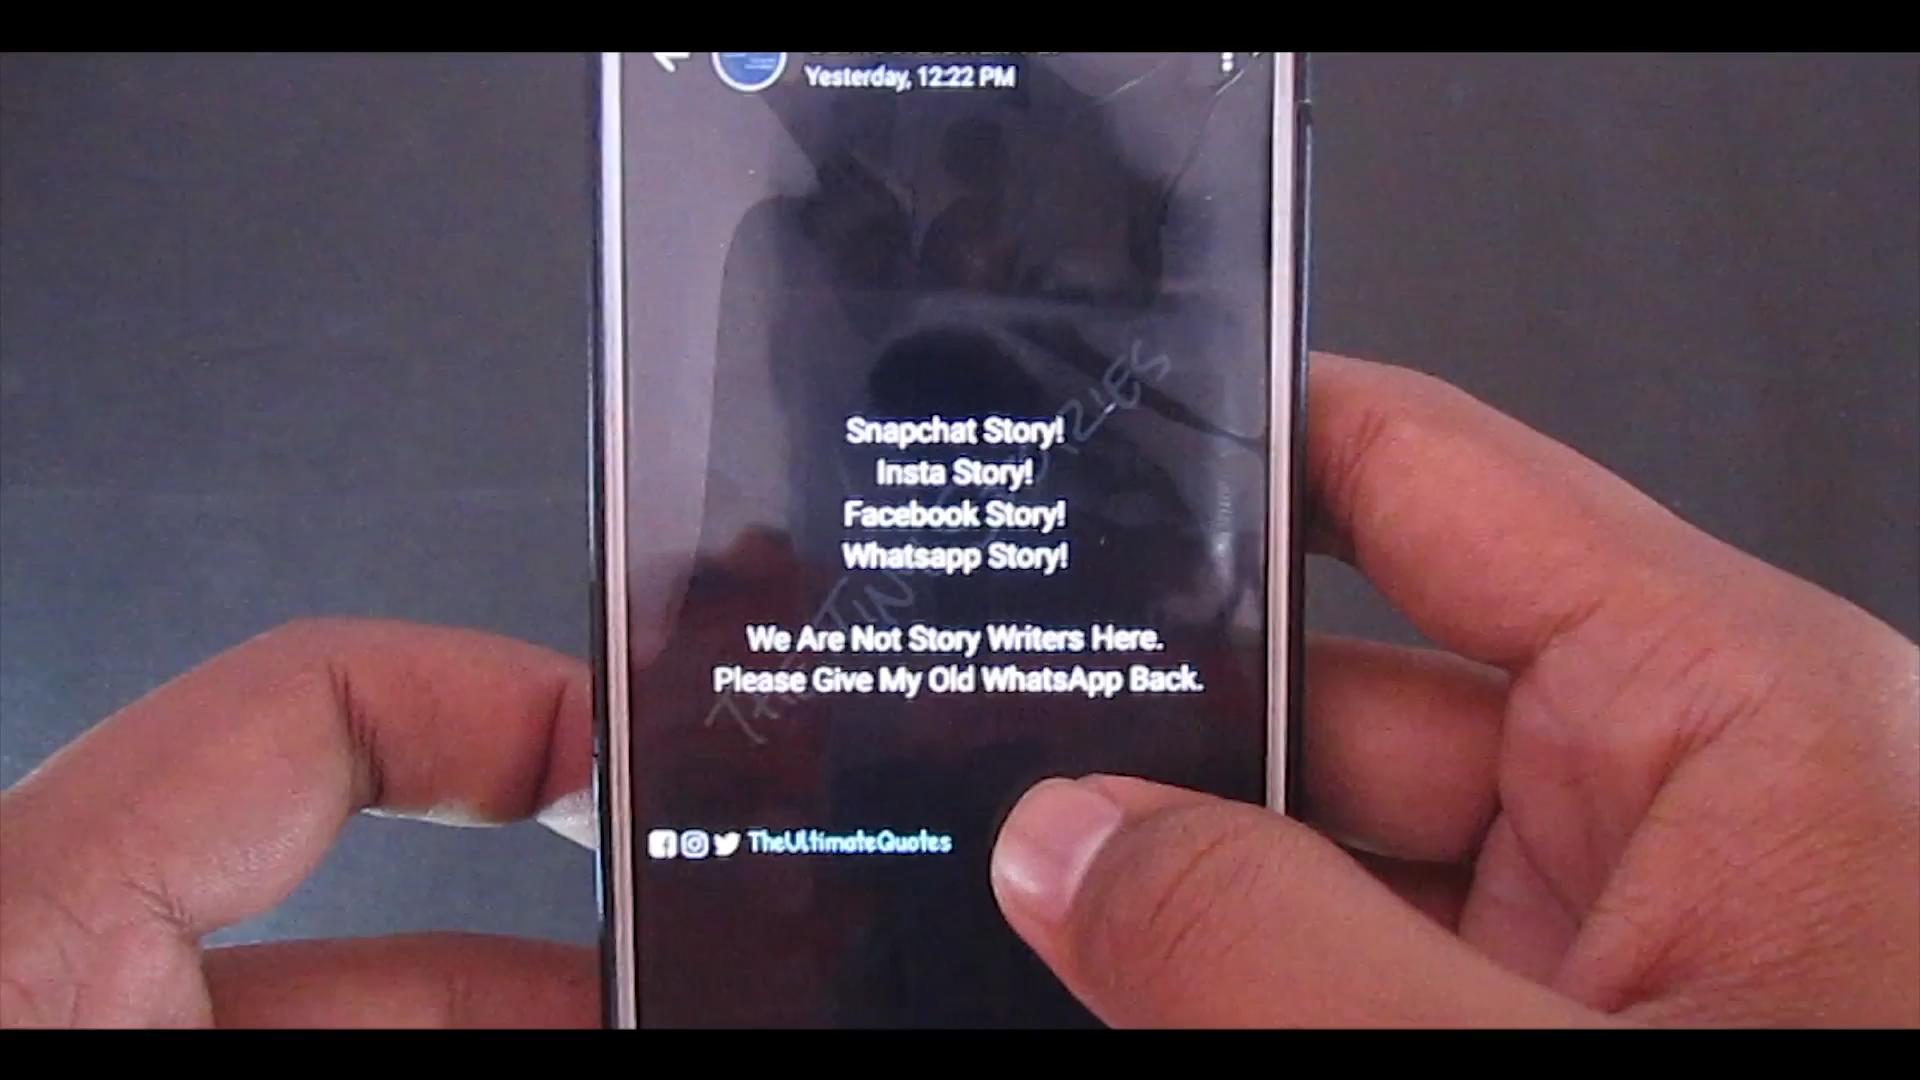 Yesterday, 12:22 PM
Snapchat Story!
Insta Story!
Facebook Story!
Whatsapp Story!
We Are Not Story Writers Here.
Please Give My Old WhatsApp Back.
TheUltimateQuotes